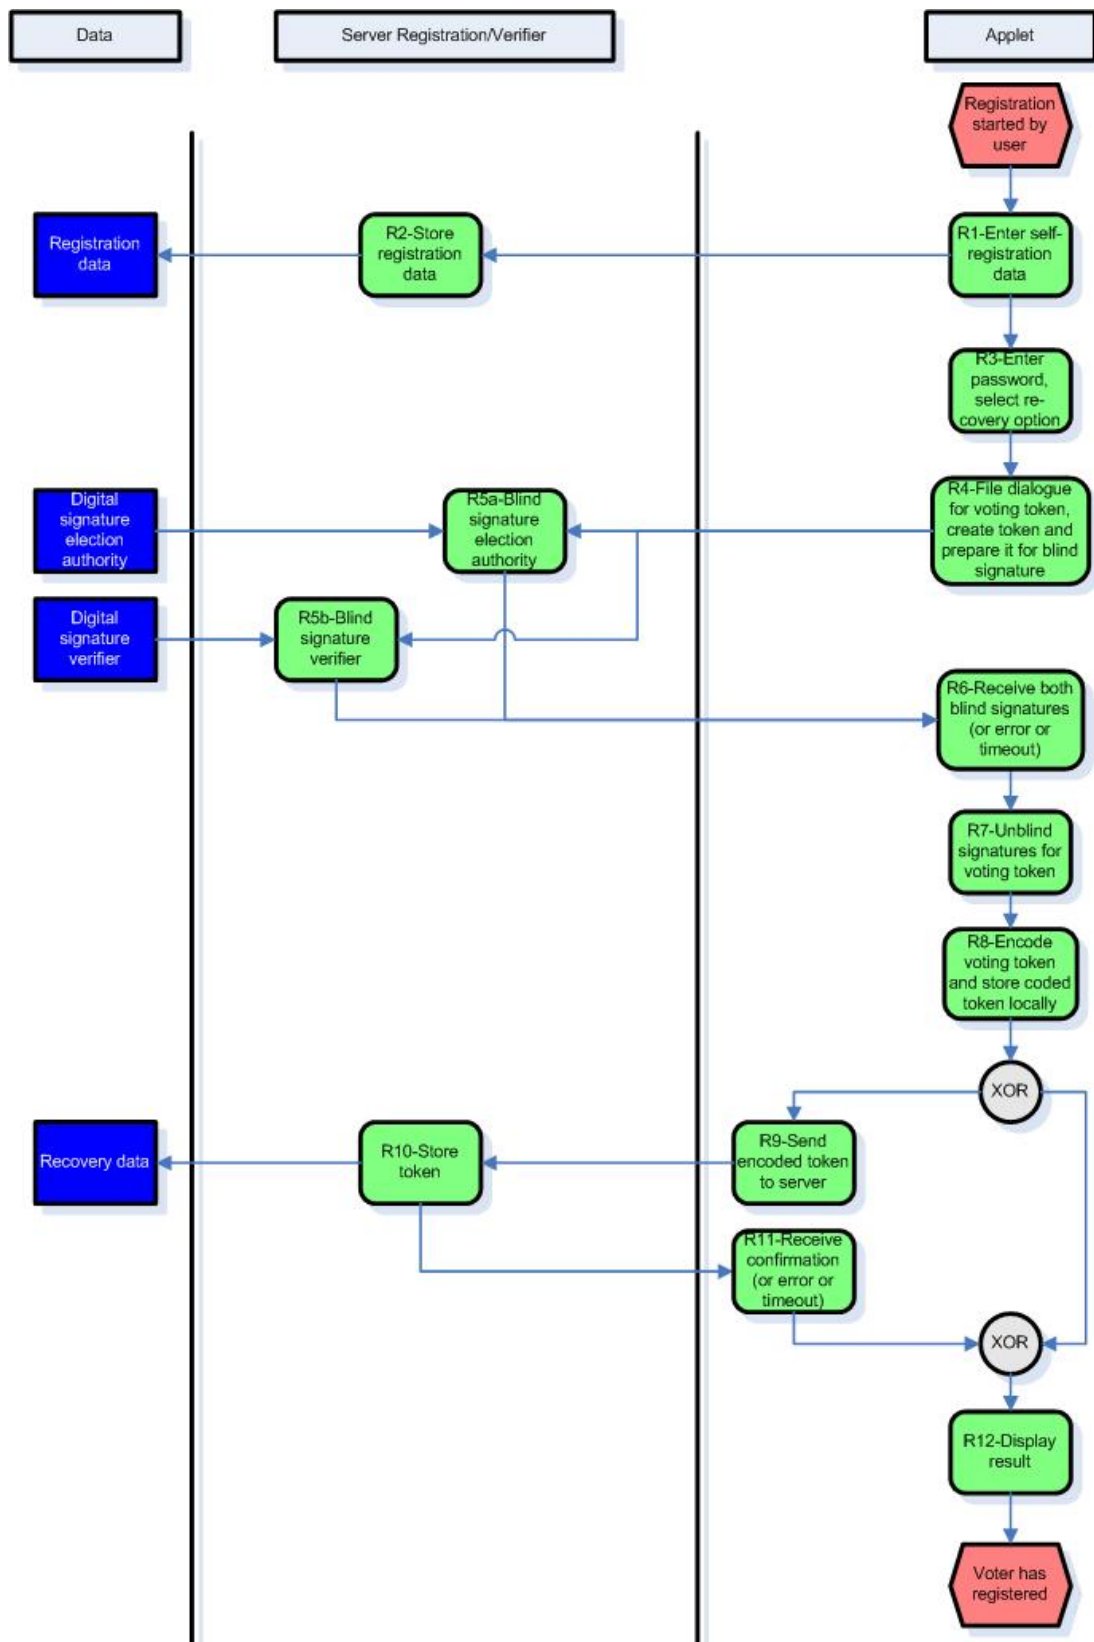 Data
Server Registration/Verifier
Applet
Registration
started by
user
Registration
data
R2-Store
registration
data
R1-Enter self-
registration
data
R3-Enter
password,
select re-
covery option
Digital
signature
election
authority
R5a-Blind
signature
election
authority
R4-File dialogue
for voting token,
create token and
prepare it for blind
signature
Digital
signature
verifier
R5b-Blind
signature
verifier
R6-Receive both
blind signatures
(or error or
timeout)
R7-Unblind
signatures for
voting token
R8-Encode
voting token
and store coded
token locally
XOR
Recovery data
R10-Store
token
R9-Send
encoded token
to server
R11-Receive
confirmation
(or error or
timeout)
XOR
R12-Display
result
Voter has
registered